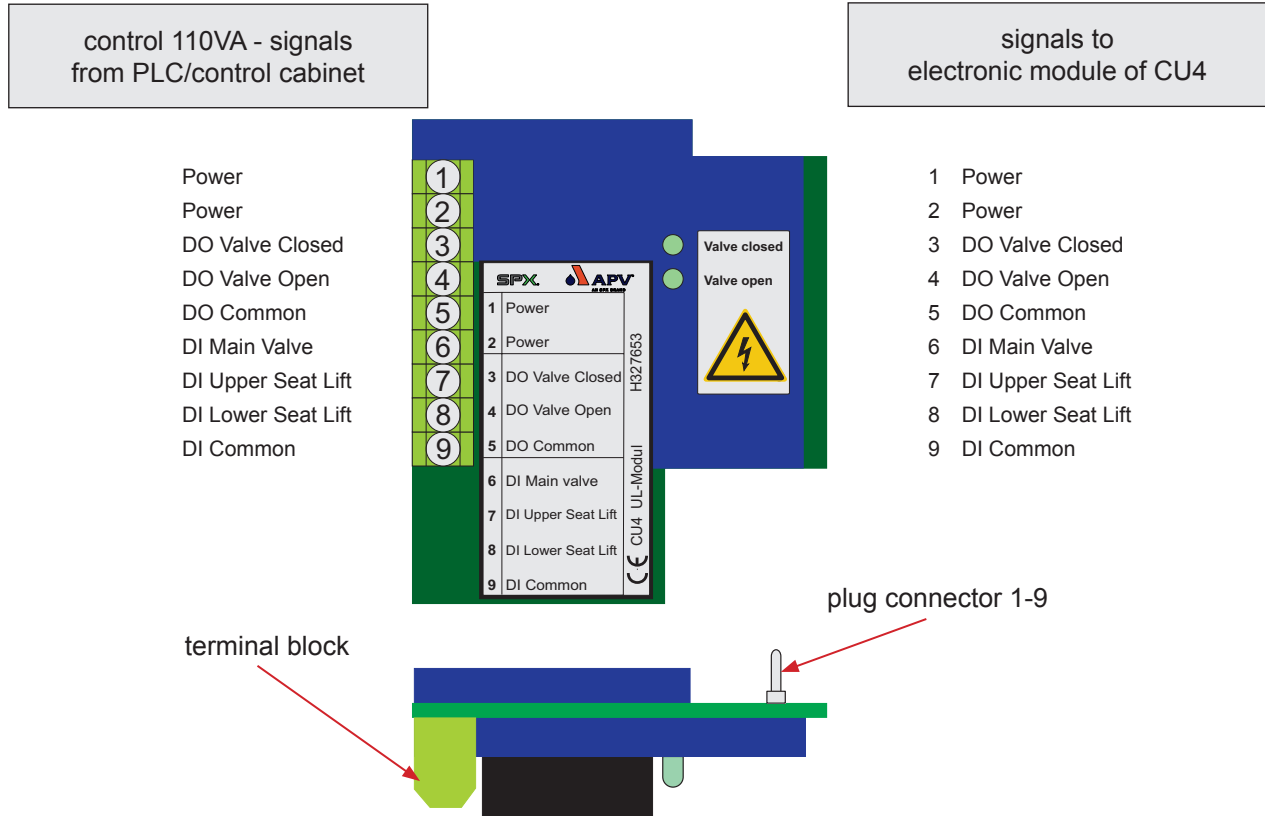 control 110VA - signals
from PLC/control cabinet
signals to
electronic module of CU4
Power
Power
DO Valve Closed
DO Valve Open
DO Common
DI Main Valve
DI Upper Seat Lift
DI Lower Seat Lift
DI Common
1
2
3
4
5
6
7
8
9
Valve closed
Valve open
SPX. APV
AN SPX BRAND
1 Power
2 Power
3 DO Valve Closed
4 DO Valve Open
5 DO Common
6 DI Main valve
7 DI Upper Seat Lift
8 DI Lower Seat Lift
9 DI Common
CE CU4 UL-Modul H327653
1 Power
2 Power
3 DO Valve Closed
4 DO Valve Open
5 DO Common
6 DI Main Valve
7 DI Upper Seat Lift
8 DI Lower Seat Lift
9 DI Common
plug connector 1-9
terminal block